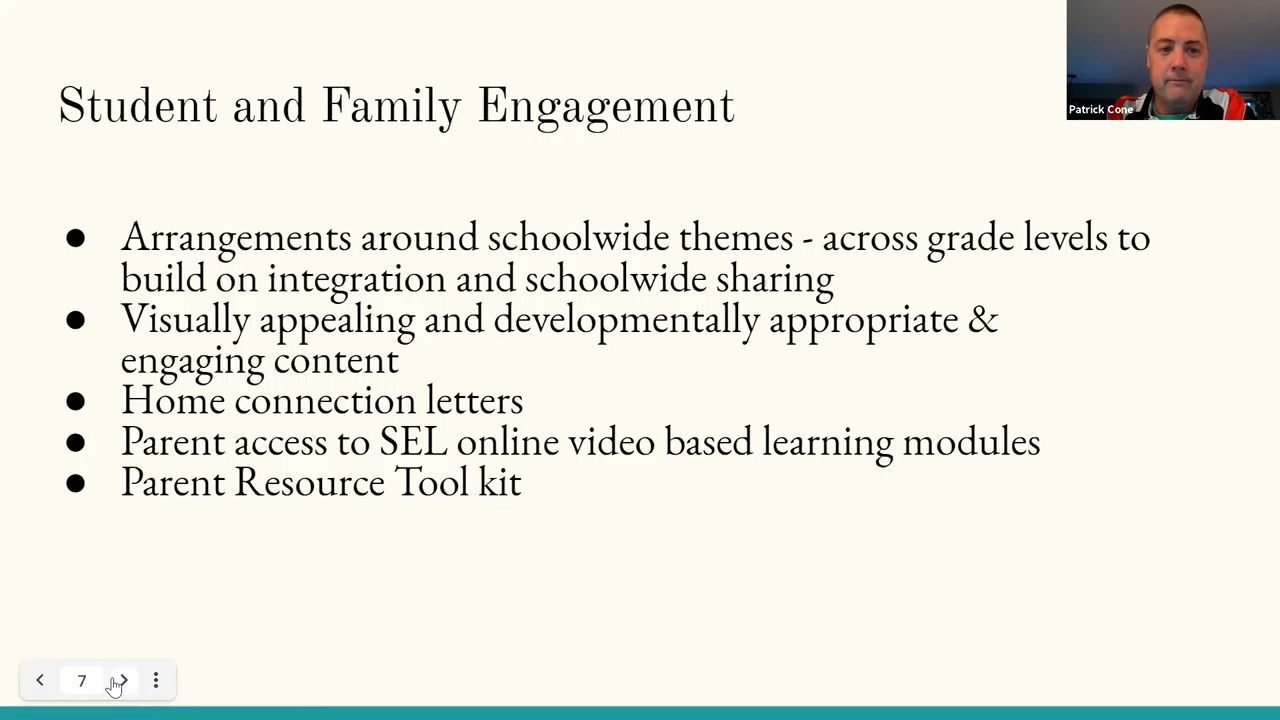 Student and Family Engagement
Patrick Cone
● Arrangements around schoolwide themes - across grade levels to
build on integration and schoolwide sharing
● Visually appealing and developmentally appropriate &
engaging content
● Home connection letters
● Parent access to SEL online video based learning modules
● Parent Resource Tool kit
7